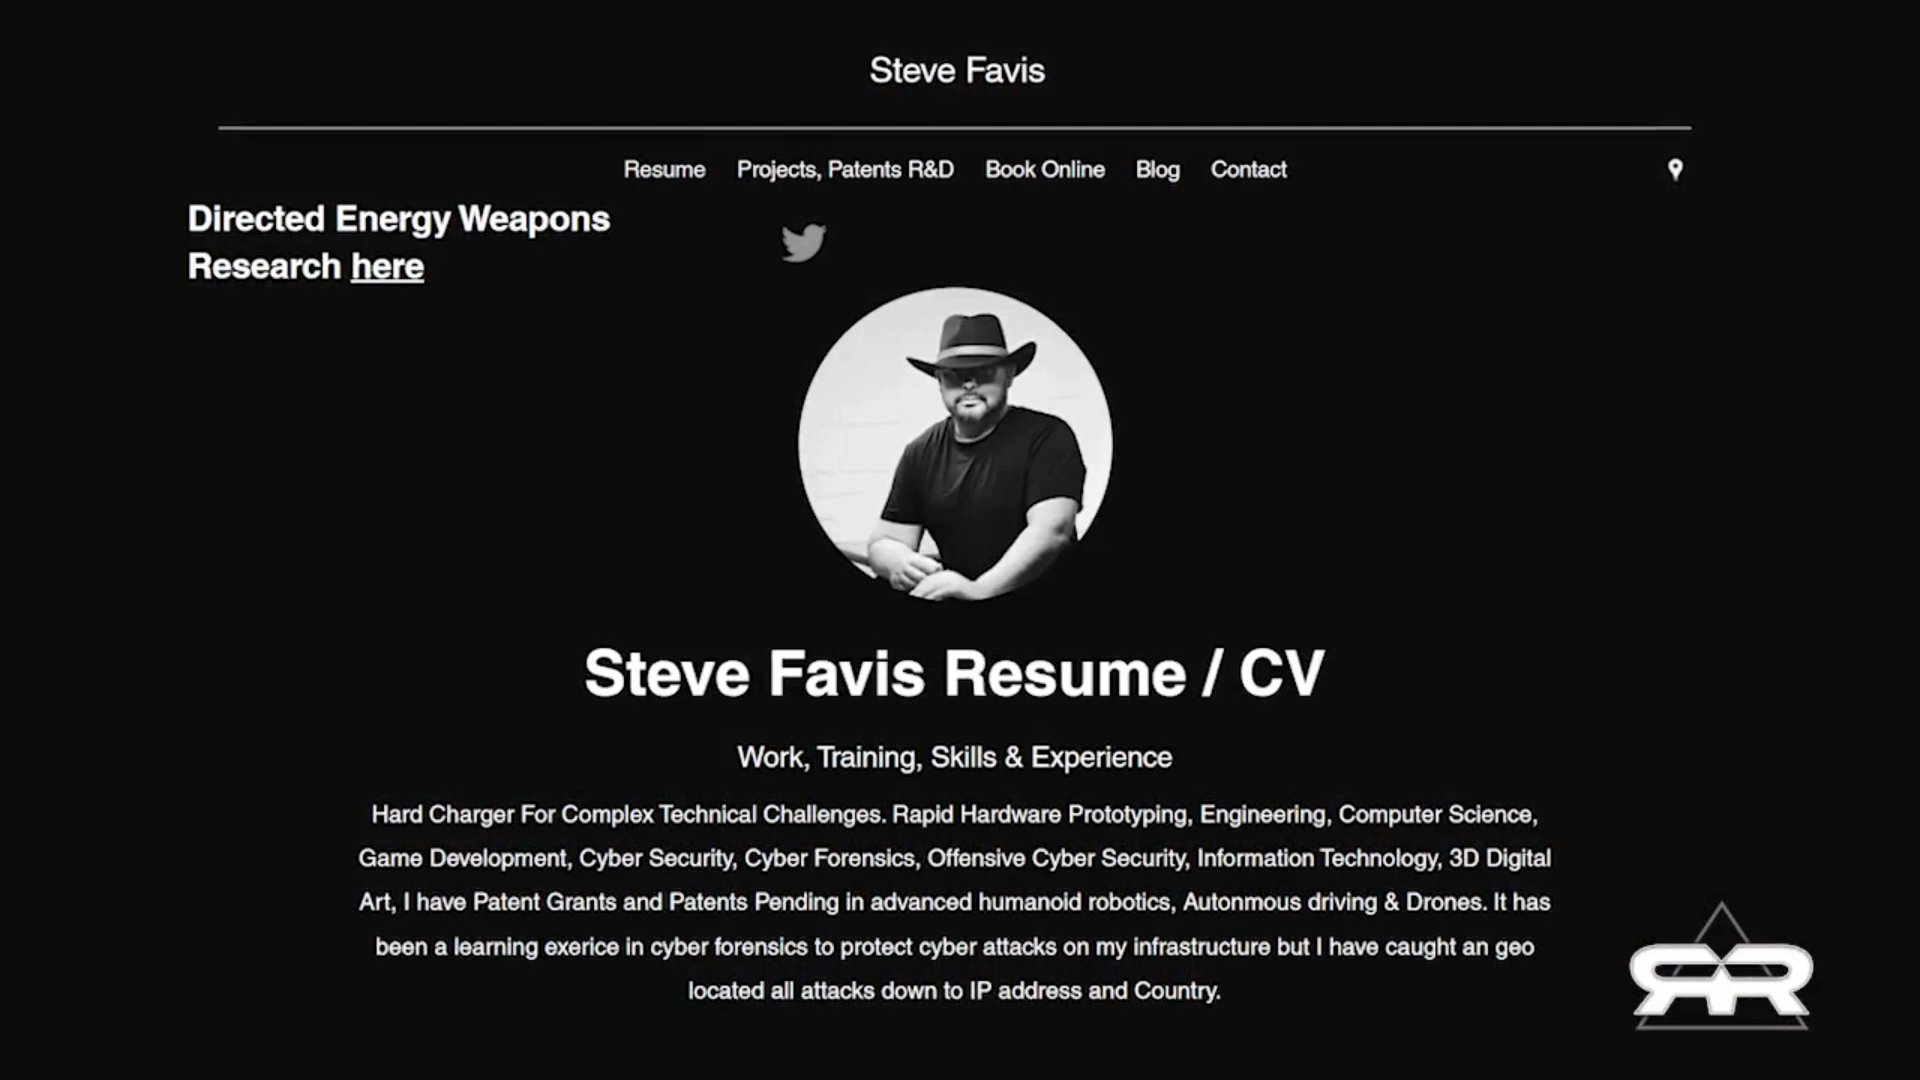 Steve Favis
Resume Projects, Patents R&D Book Online Blog Contact
Directed Energy Weapons
Research here
Steve Favis Resume / CV
Work, Training, Skills & Experience
Hard Charger For Complex Technical Challenges. Rapid Hardware Prototyping, Engineering, Computer Science,
Game Development, Cyber Security, Cyber Forensics, Offensive Cyber Security, Information Technology, 3D Digital
Art, I have Patent Grants and Patents Pending in advanced humanoid robotics, Autonmous driving & Drones. It has
been a learning exerice in cyber forensics to protect cyber attacks on my infrastructure but I have caught an geo
located all attacks down to IP address and Country.
RR